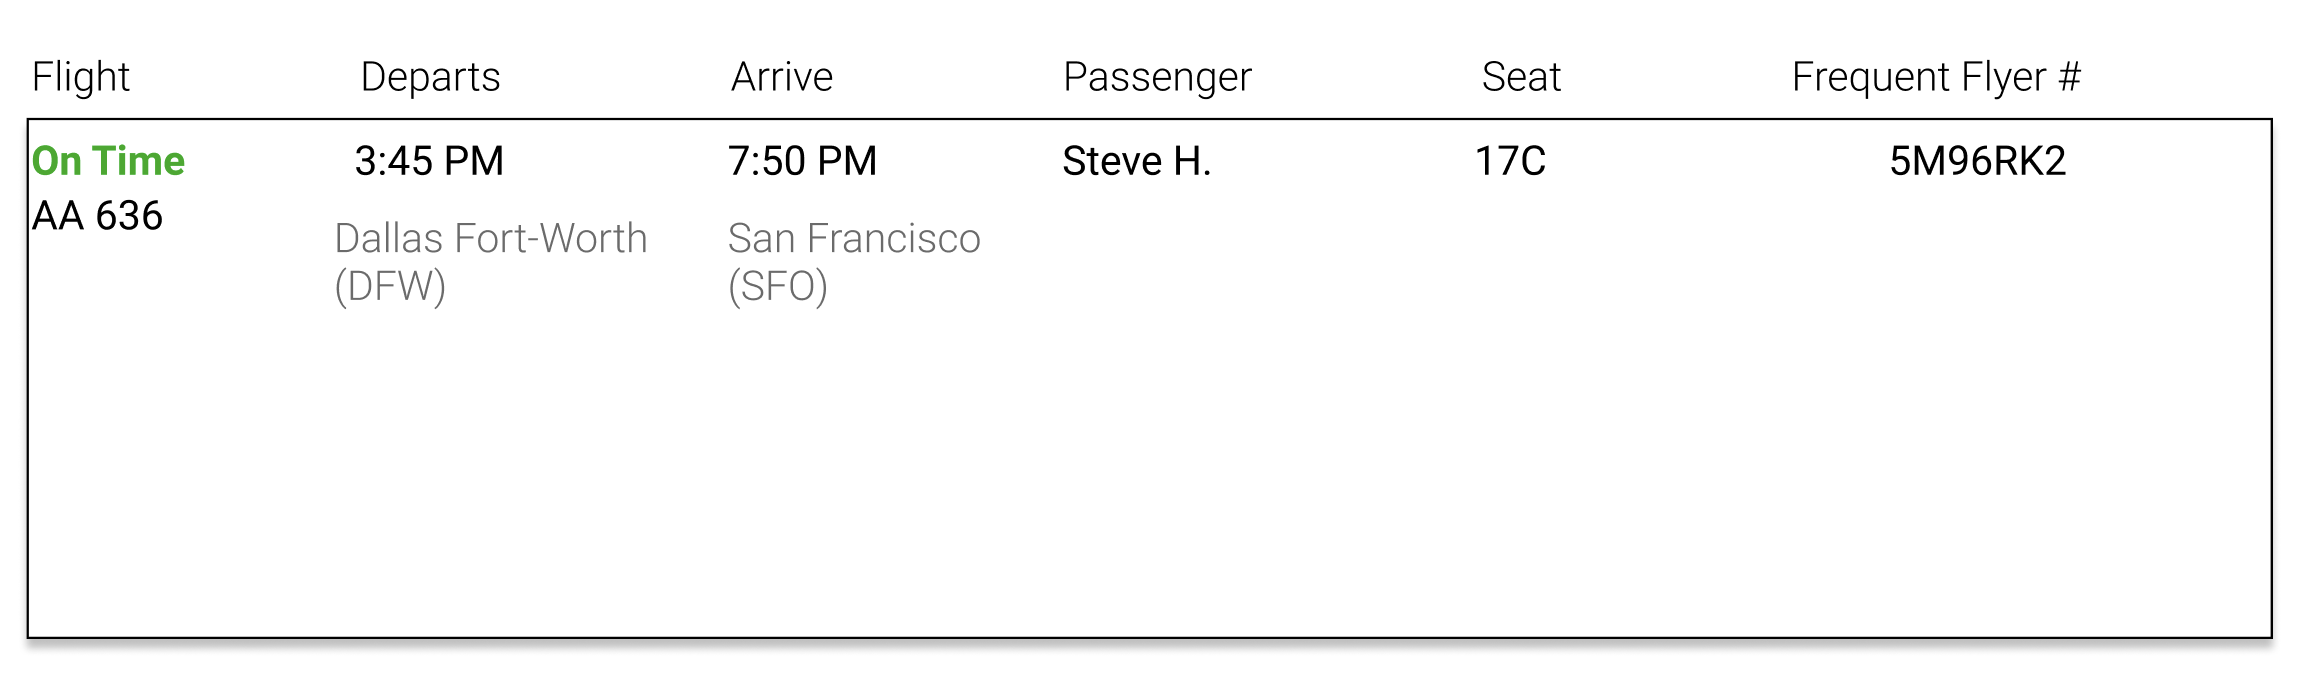 Flight Departs Arrive Passenger Seat Frequent Flyer #
On Time 3:45 PM 7:50 PM Steve H. 17C 5M96RK2
AA 636
Dallas Fort-Worth San Francisco
(DFW) (SFO)